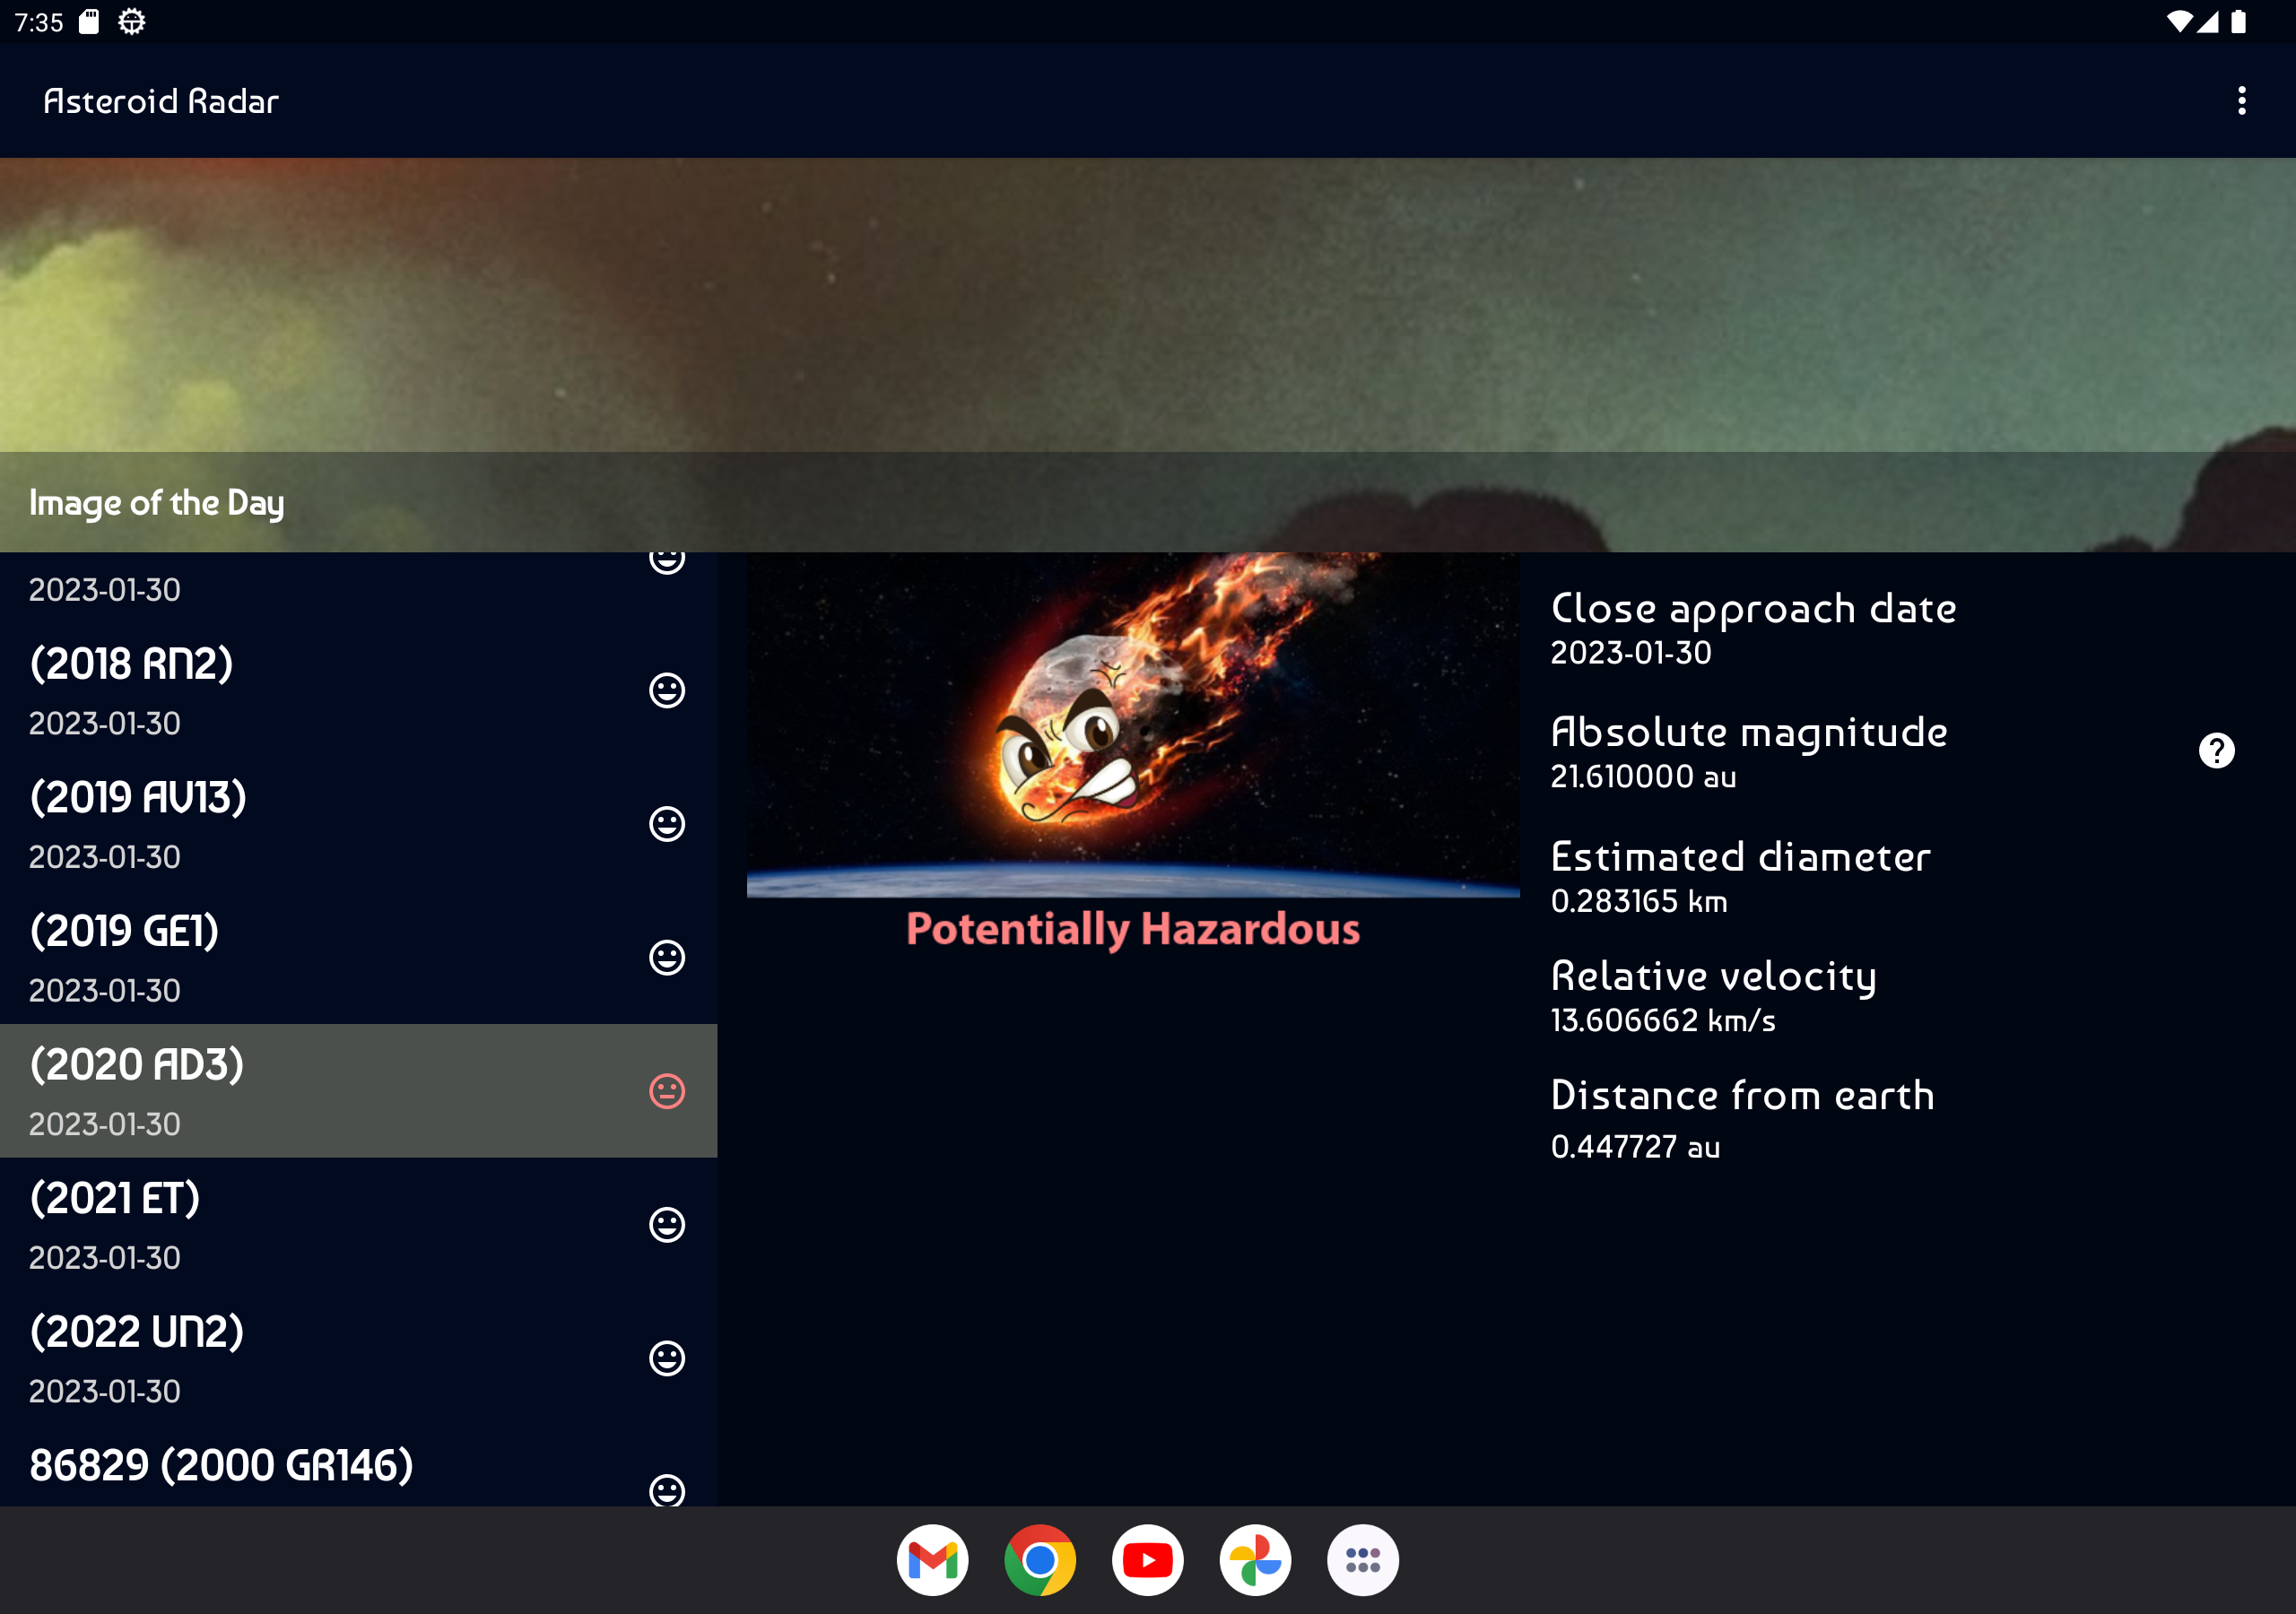 7:35
Asteroid Radar
Image of the Day
2023-01-30
(2018 RN2)
2023-01-30
(2019 AV13)
2023-01-30
(2019 GE1)
2023-01-30
(2020 AD3)
2023-01-30
(2021 ET)
2023-01-30
(2022 UN2)
2023-01-30
86829 (2000 GR146)
Potentially Hazardous
Close approach date
2023-01-30
Absolute magnitude
21.610000 au
?
Estimated diameter
0.283165 km
Relative velocity
13.606662 km/s
Distance from earth
0.447727 au